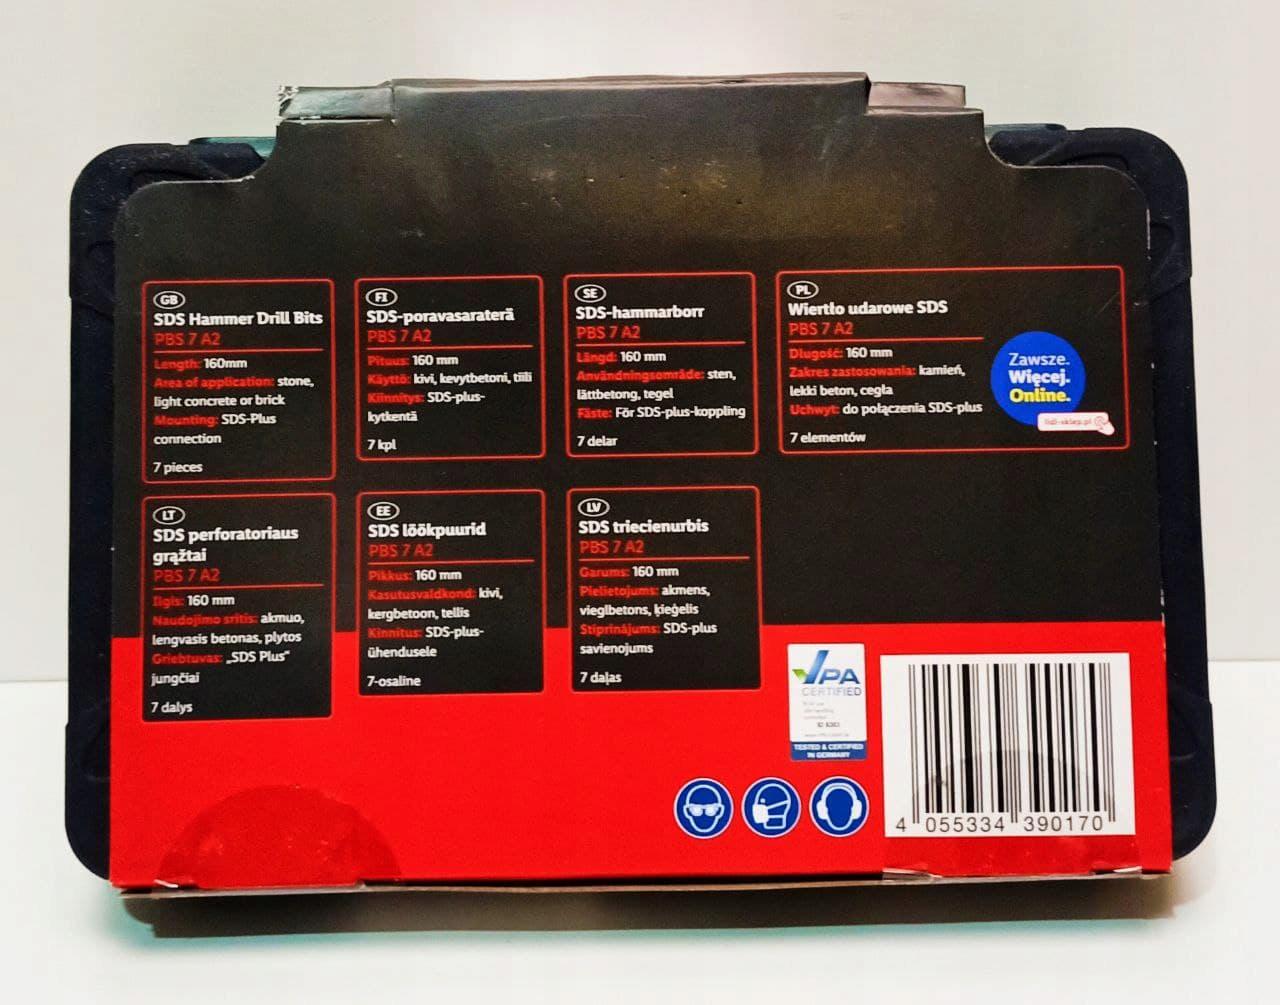 GB
SDS Hammer Drill Bits
PBS 7 A2
Length: 160mm
Area of application: stone,
light concrete or brick
Mounting: SDS-Plus
connection
7 pieces
FI
SDS-poravasaraterä
PBS 7 A2
Pituus: 160 mm
Käyttö: kivi, kevytbetoni, tiili
Kiinnitys: SDS-plus-
kytkentä
7 kpl
SE
SDS-hammarborr
PBS 7 A2
Längd: 160 mm
Användningsområde: sten,
lättbetong, tegel
Fäste: För SDS-plus-koppling
7 delar
PL
Wiertło udarowe SDS
PBS 7 A2
Długość: 160 mm
Zakres zastosowania: kamień,
lekki beton, cegła
Uchwyt: do połączenia SDS-plus
7 elementów
Zawsze.
Więcej.
Online.
lidl-sklep.pl
LT
SDS perforatoriaus
grąžtai
PBS 7 A2
Ilgis: 160 mm
Naudojimo sritis: akmuo,
lengvasis betonas, plytos
Griebtuvas: „SDS Plus“
jungčiai
7 dalys
EE
SDS löökpuurid
PBS 7 A2
Pikkus: 160 mm
Kasutusvaldkond: kivi,
kergbetoon, tellis
Kinnitus: SDS-plus-
ühendusele
7-osaline
LV
SDS triecienurbis
PBS 7 A2
Garums: 160 mm
Pielietojums: akmens,
vieglbetons, ķieģelis
Stiprinājums: SDS-plus
savienojums
7 daļas
PA
CERTIFIED
TESTED & CERTIFIED
IN GERMANY
4 055334 390170